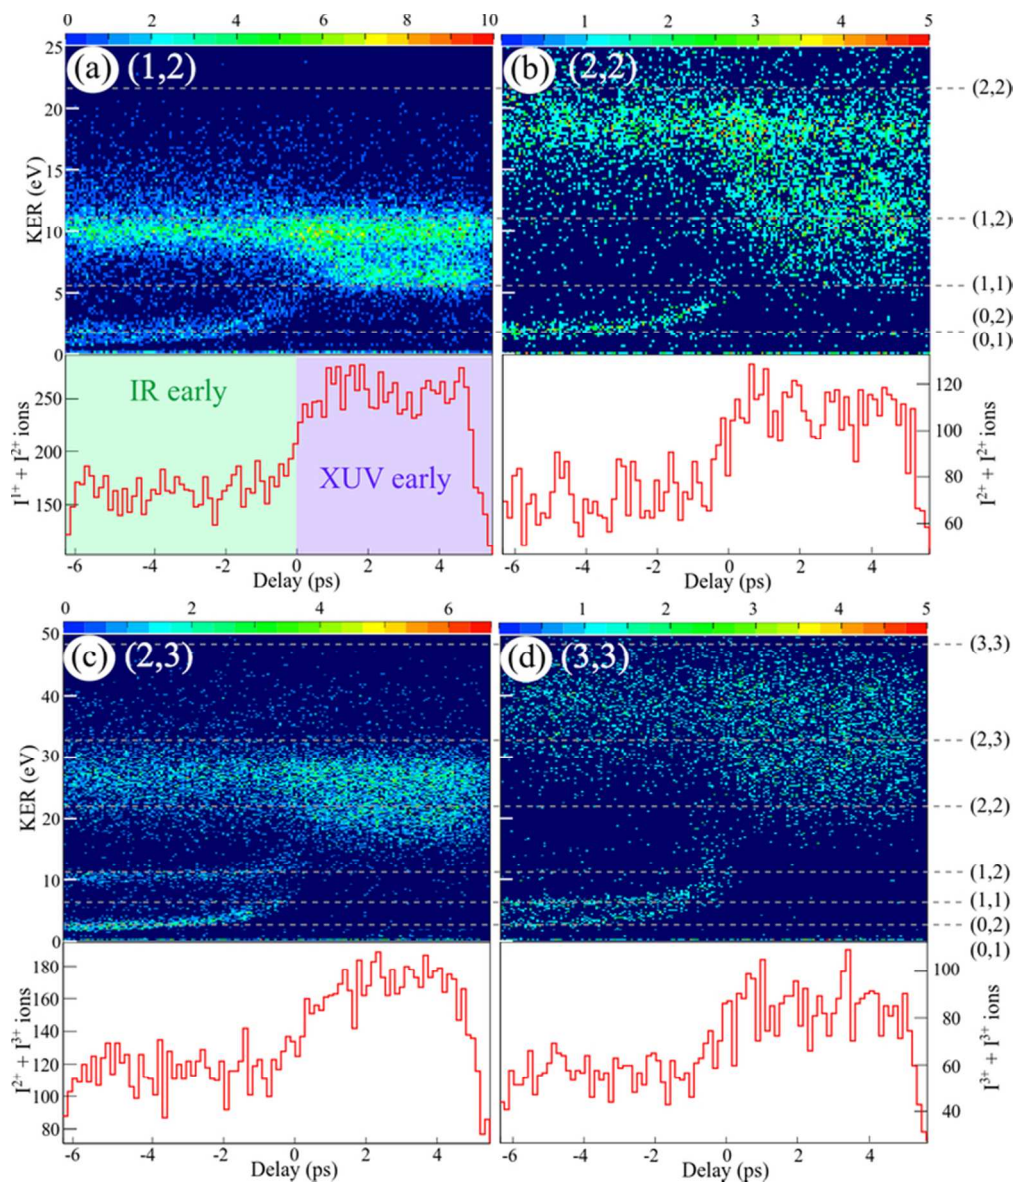 0 2 4 6 8 10
1 2 3 4 5
(a) (1,2)
(b) (2,2)
25
20
15
10
5
0
KER (eV)
(2,2)
(1,2)
(1,1)
(0,2)
(0,1)
IR early
XUV early
250
200
150
I1+ + I2+ ions
-6 -4 -2 0 2 4
Delay (ps)
120
100
80
60
I2+ + I2+ ions
-6 -4 -2 0 2 4
Delay (ps)
0 2 4 6
1 2 3 4 5
(c) (2,3)
(d) (3,3)
50
40
30
20
10
0
KER (eV)
(3,3)
(2,3)
(2,2)
(1,2)
(1,1)
(0,2)
(0,1)
180
160
140
120
100
80
I2+ + I3+ ions
-6 -4 -2 0 2 4
Delay (ps)
100
80
60
40
I3+ + I3+ ions
-6 -4 -2 0 2 4
Delay (ps)